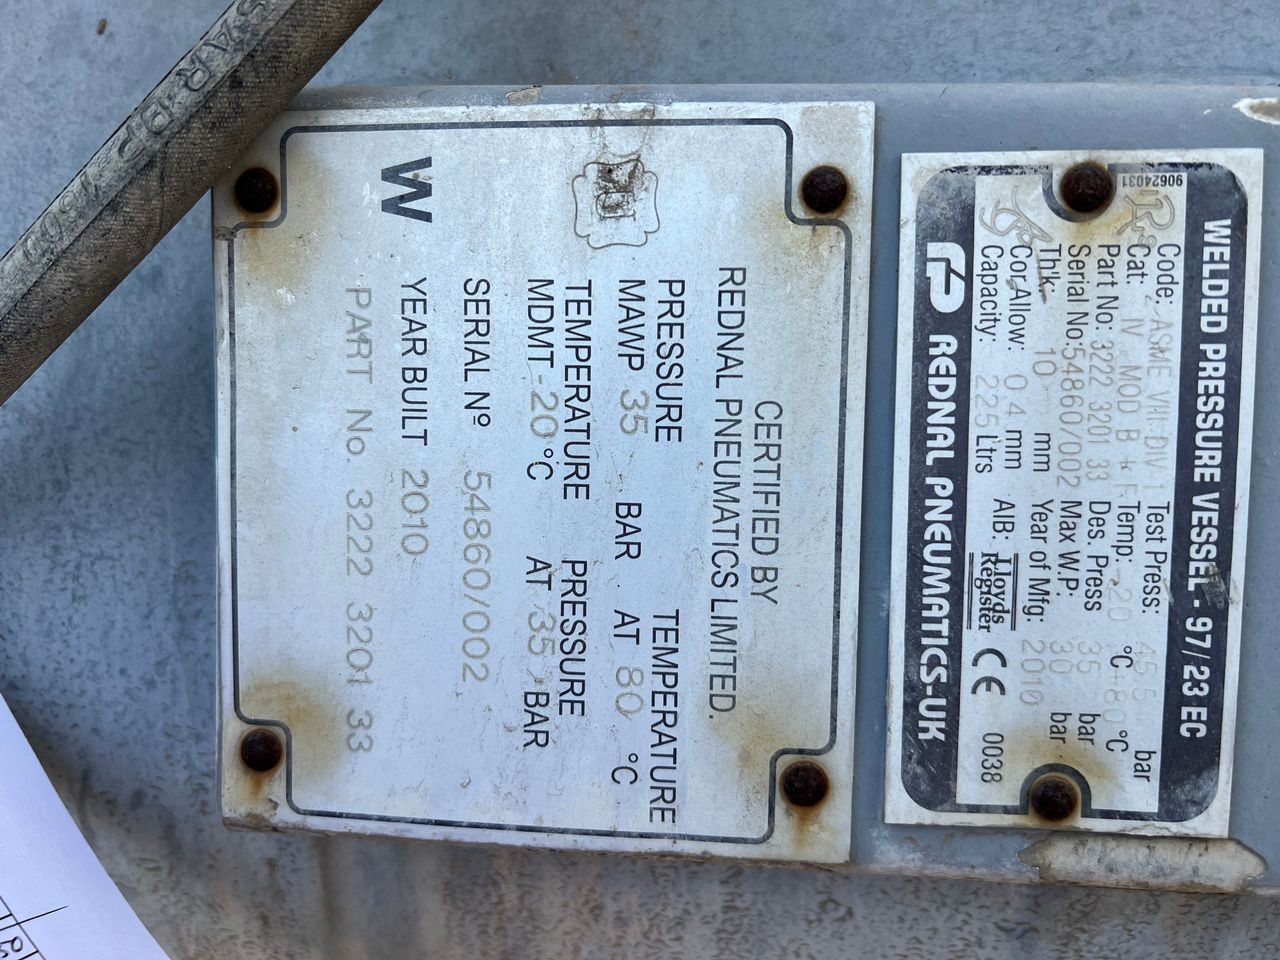 WELDED PRESSURE VESSEL - 97/23 EC
90624031
Code: ASME VIII DIV 1 Test Press: 45.5 bar
Cat: IV MOD B + F Temp: -20 °C +80 °C
Part No: 3222 3201 33 Des. Press 35 bar
Serial No: 54860/002 Max W.P: 30 bar
Th'k: 10 mm Year of Mfg: 2010
Cor.Allow: 0.4 mm AIB: Lloyds Register CE 0038
Capacity: 225 Ltrs
REDNAL PNEUMATICS-UK
CERTIFIED BY
REDNAL PNEUMATICS LIMITED.
PRESSURE TEMPERATURE
MAWP 35 BAR AT 80 °C
TEMPERATURE PRESSURE
MDMT -20 °C AT 35 BAR
SERIAL Nº 54860/002
W YEAR BUILT 2010
PART No 3222 3201 33